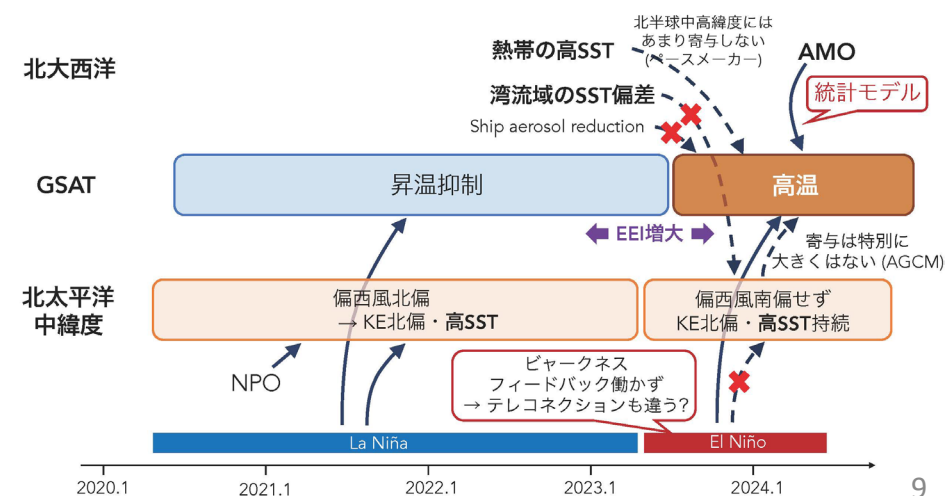 北大西洋
熱帯の高SST
北半球中高緯度には
あまり寄与しない
(ペースメーカー)
AMO
統計モデル
湾流域のSST偏差
Ship aerosol reduction
GSAT
昇温抑制
高温
EEI増大
寄与は特別に
大きくはない (AGCM)
北太平洋
中緯度
偏西風北偏
→ KE北偏・高SST
偏西風南偏せず
KE北偏・高SST持続
NPO
ビャークネス
フィードバック働かず
→ テレコネクションも違う?
La Niña
El Niño
2020.1
2021.1
2022.1
2023.1
2024.1
9